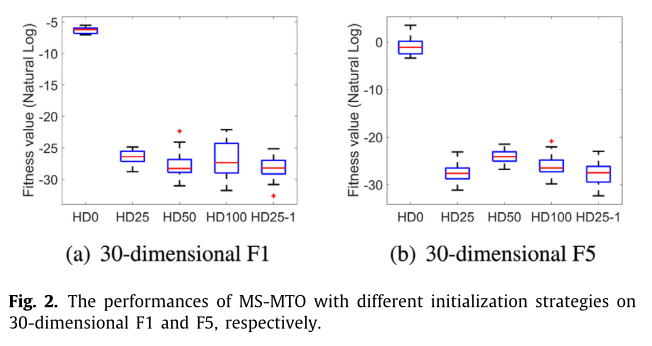 -5
-10
-15
-20
-25
-30
Fitness value (Natural Log)
HD0 HD25 HD50 HD100 HD25-1
(a) 30-dimensional F1
0
-10
-20
-30
Fitness value (Natural Log)
HD0 HD25 HD50 HD100 HD25-1
(b) 30-dimensional F5
Fig. 2. The performances of MS-MTO with different initialization strategies on
30-dimensional F1 and F5, respectively.